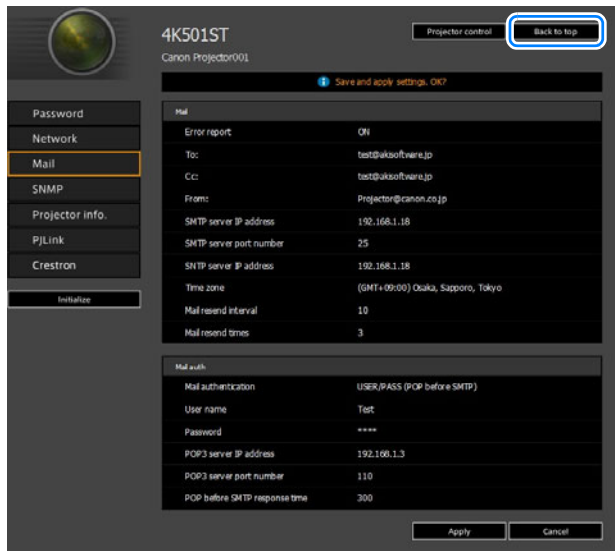 4K501ST
Projector control
Back to top
Canon Projector001
Save and apply settings. OK?
Password
Network
Mail
SNMP
Projector info.
PJLink
Crestron
Initialize
Mail
Error report ON
To: test@akisoftware.jp
Cc: test@akisoftware.jp
From: Projector@canon.co.jp
SMTP server IP address 192.168.1.18
SMTP server port number 25
SNTP server IP address 192.168.1.18
Time zone (GMT+09:00) Osaka, Sapporo, Tokyo
Mail resend interval 10
Mail resend times 3
Mail auth
Mail authentication USER/PASS (POP before SMTP)
User name Test
Password ****
POP3 server IP address 192.168.1.3
POP3 server port number 110
POP before SMTP response time 300
Apply
Cancel